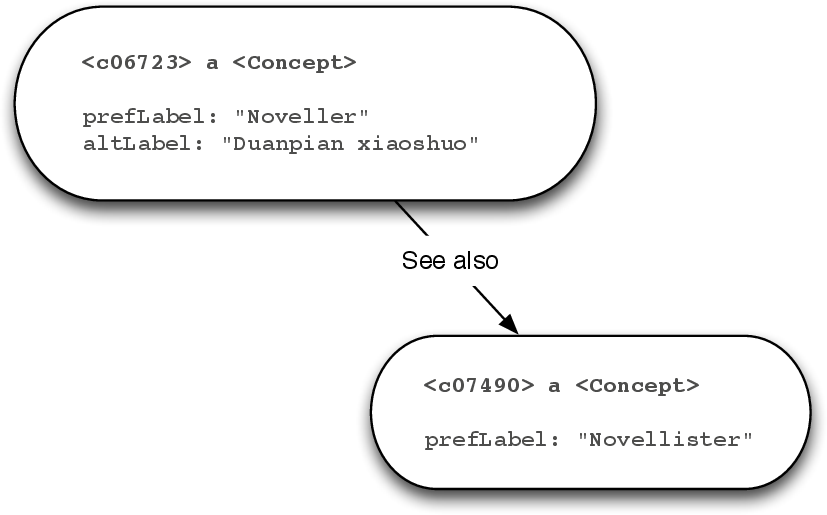 <c06723> a <Concept>
prefLabel: "Noveller"
altLabel: "Duanpian xiaoshuo"
See also
<c07490> a <Concept>
prefLabel: "Novellister"